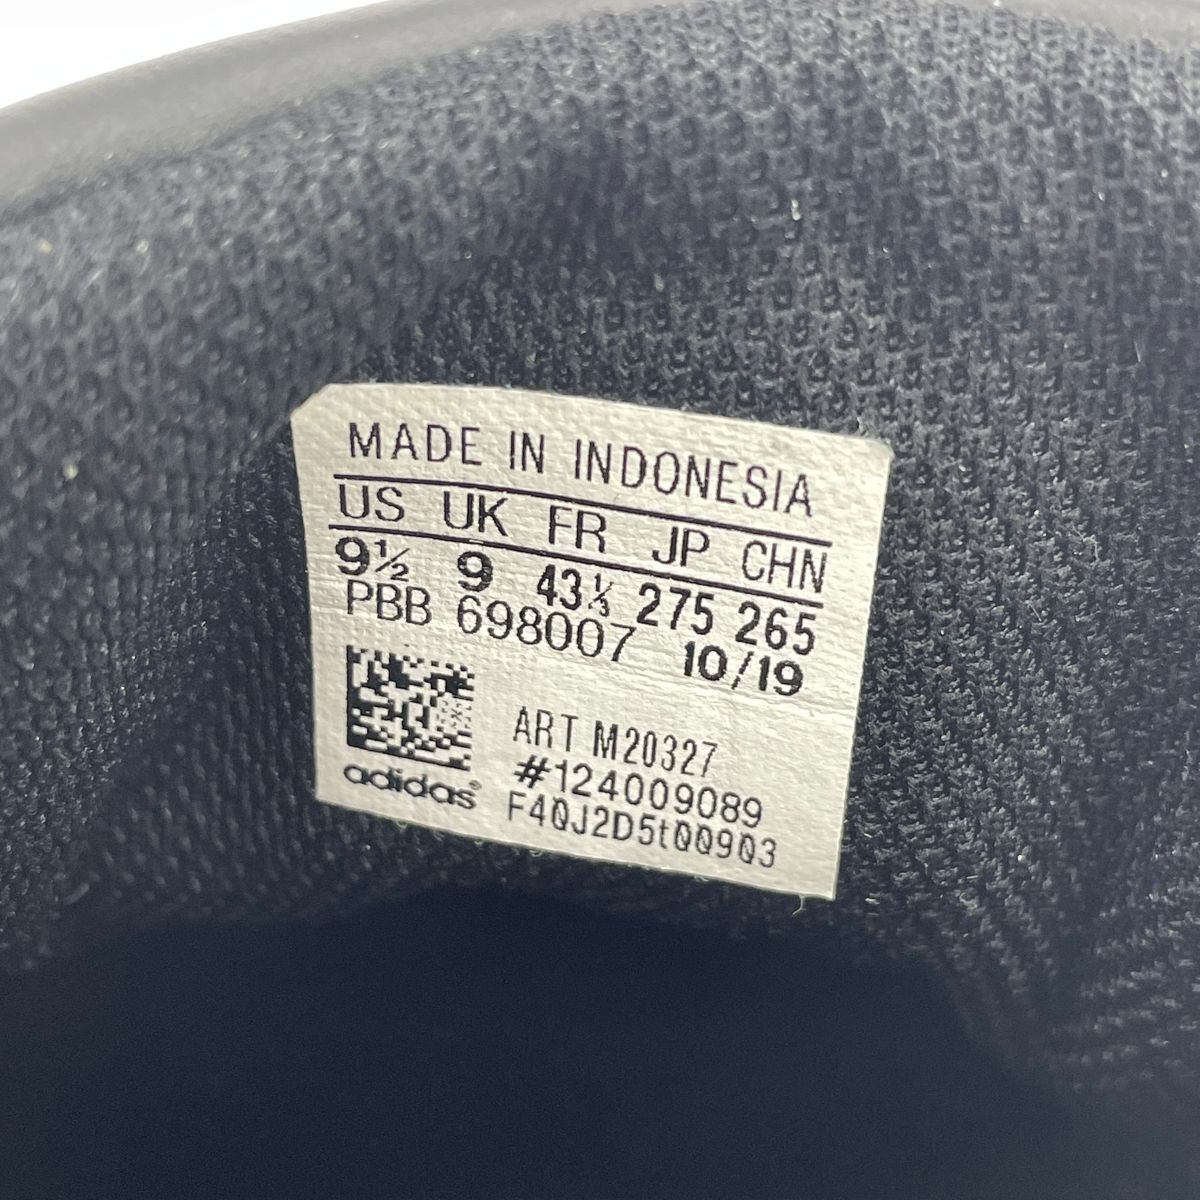 MADE IN INDONESIA
US UK FR JP CHN
9½ 9 43⅓ 275 265
PBB 698007 10/19
ART M20327
#124009089
F40J2D5t00903
adidas®